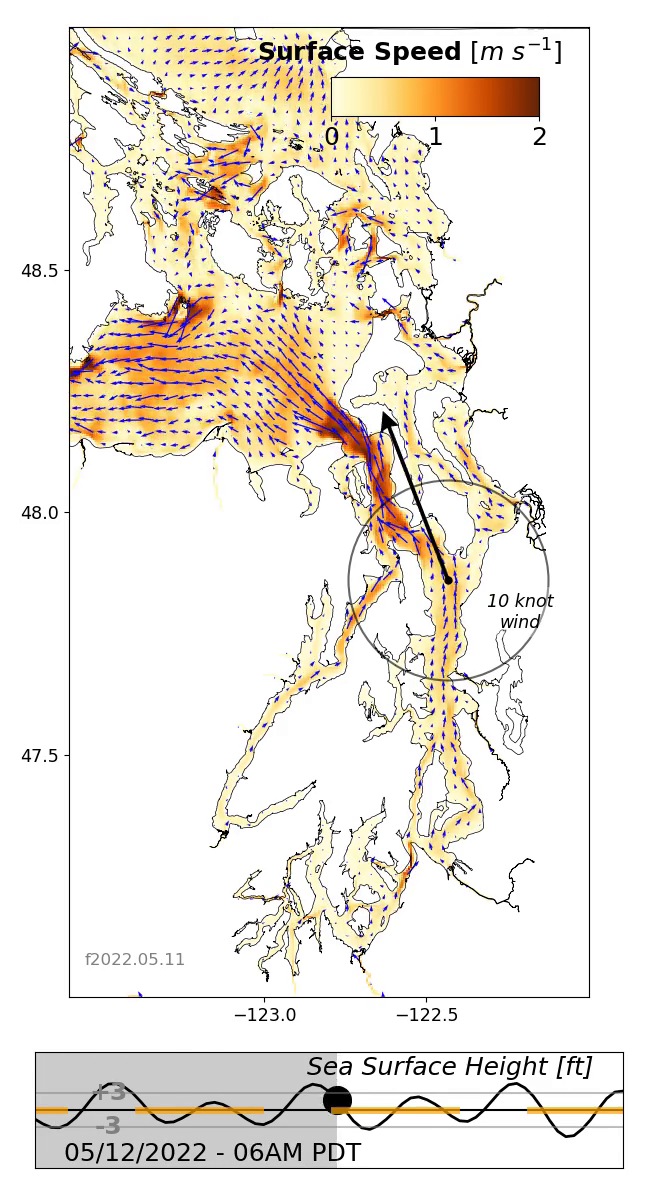 Surface Speed [m s⁻¹]
0 1 2
48.5
48.0
47.5
10 knot
wind
f2022.05.11
−123.0 −122.5
Sea Surface Height [ft]
+3
-3
05/12/2022 - 06AM PDT